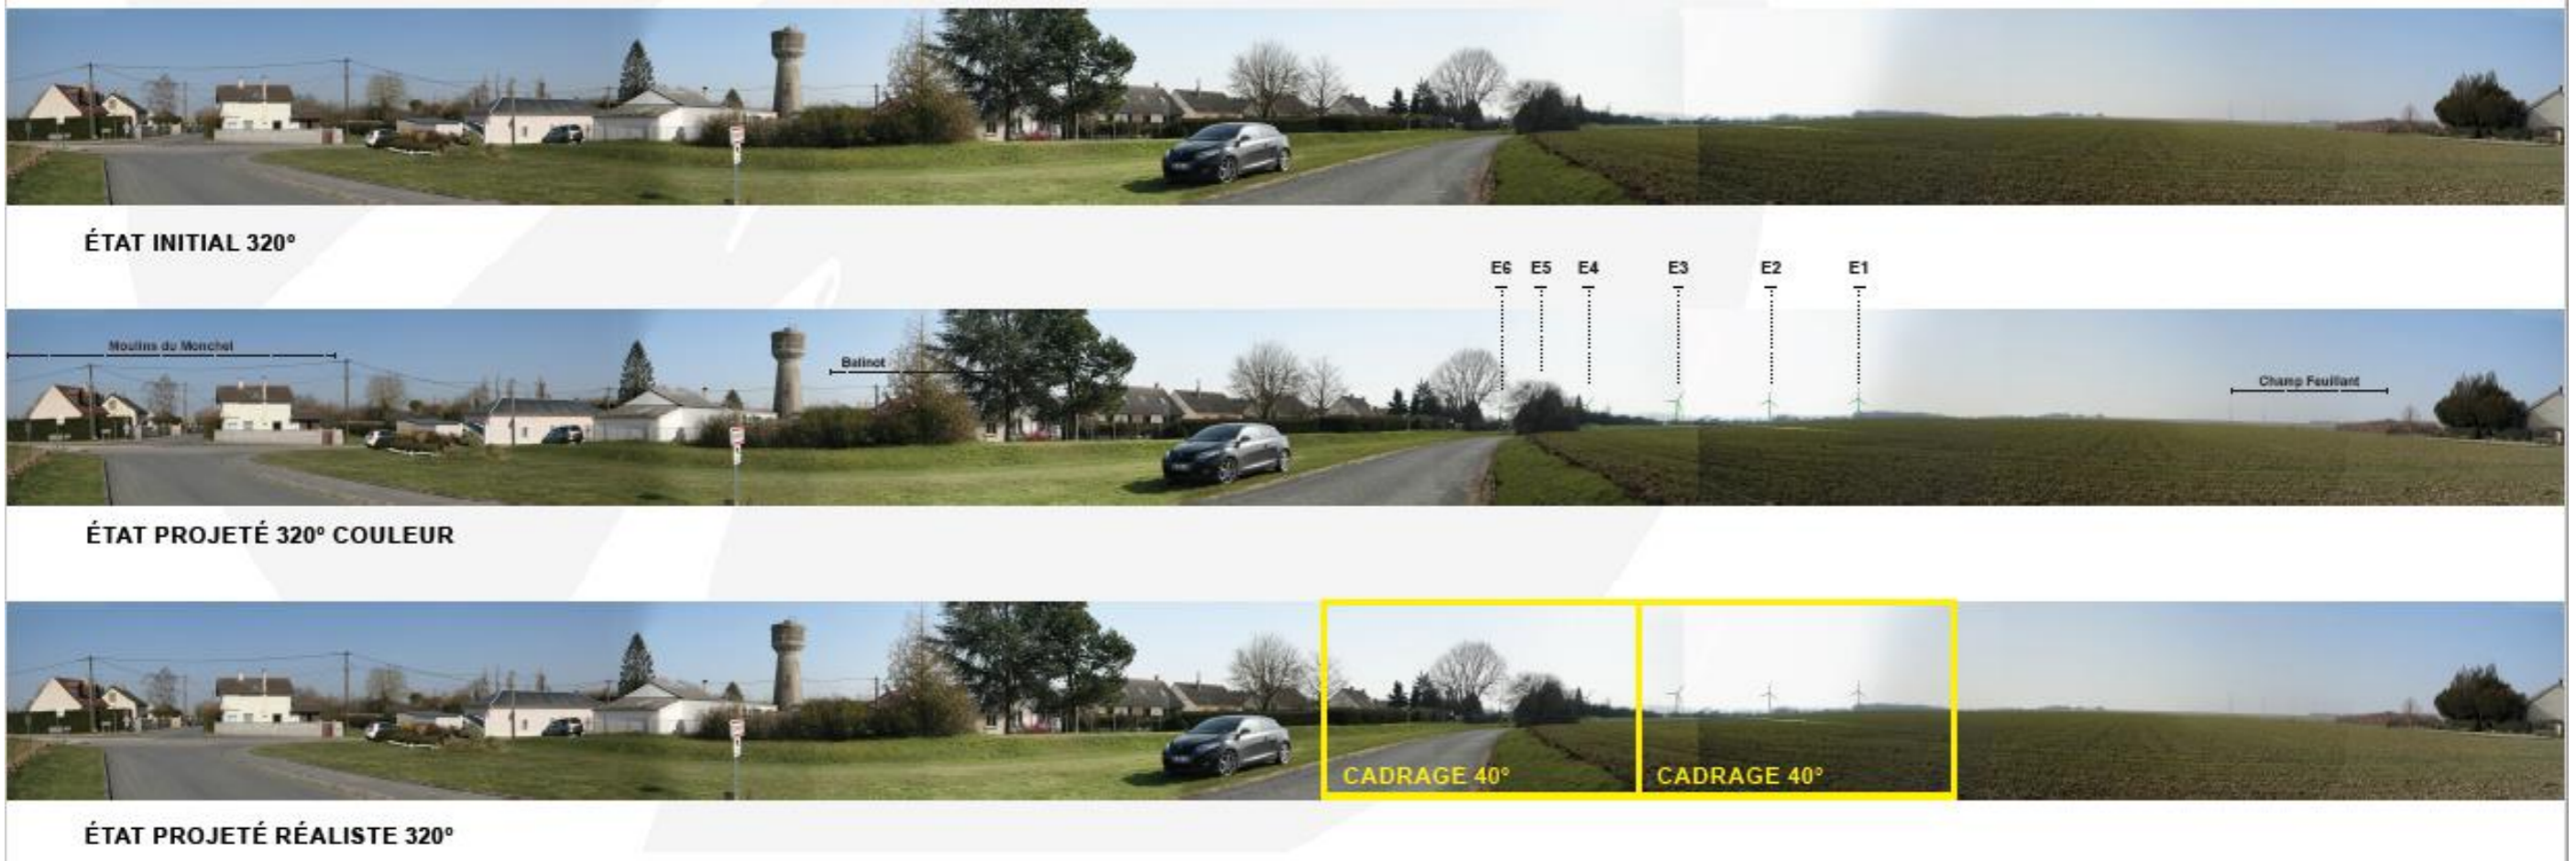 ÉTAT INITIAL 320°
E6 E5 E4 E3 E2 E1
Moulins du Monchel
Balinot
Champ Feuillant
ÉTAT PROJETÉ 320° COULEUR
CADRAGE 40° CADRAGE 40°
ÉTAT PROJETÉ RÉALISTE 320°